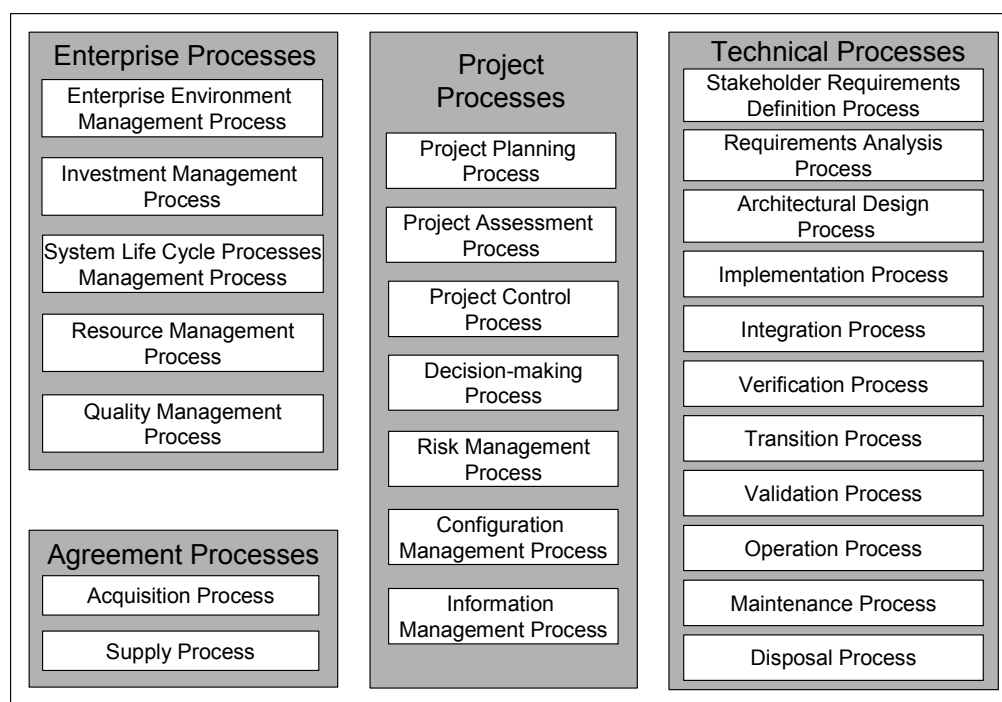 Enterprise Processes
Enterprise Environment
Management Process
Investment Management
Process
System Life Cycle Processes
Management Process
Resource Management
Process
Quality Management
Process
Agreement Processes
Acquisition Process
Supply Process
Project
Processes
Project Planning
Process
Project Assessment
Process
Project Control
Process
Decision-making
Process
Risk Management
Process
Configuration
Management Process
Information
Management Process
Technical Processes
Stakeholder Requirements
Definition Process
Requirements Analysis
Process
Architectural Design
Process
Implementation Process
Integration Process
Verification Process
Transition Process
Validation Process
Operation Process
Maintenance Process
Disposal Process